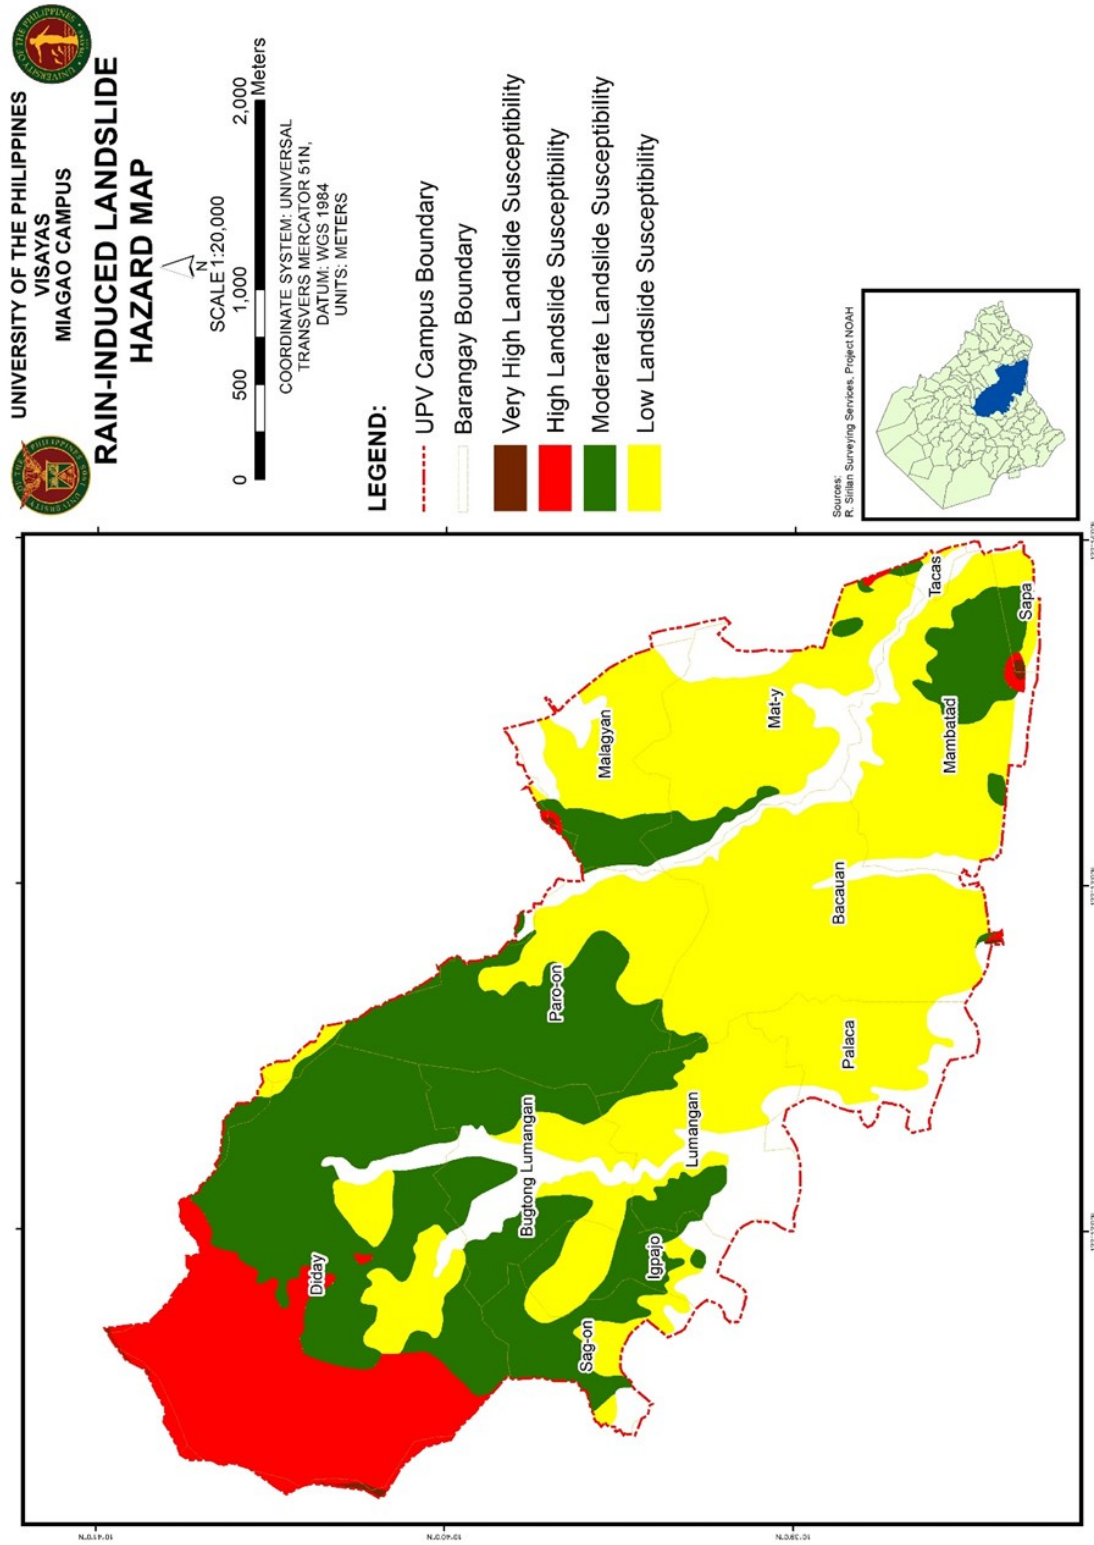 UNIVERSITY OF THE PHILIPPINES
VISAYAS
MIAGAO CAMPUS
RAIN-INDUCED LANDSLIDE
HAZARD MAP
N
SCALE 1:20,000
0 500 1,000 2,000
Meters
COORDINATE SYSTEM: UNIVERSAL
TRANSVERS MERCATOR 51N,
DATUM: WGS 1984
UNITS: METERS
LEGEND:
UPV Campus Boundary
Barangay Boundary
Very High Landslide Susceptibility
High Landslide Susceptibility
Moderate Landslide Susceptibility
Low Landslide Susceptibility
Sources:
R. Sirilan Surveying Services, Project NOAH
Diday
Bugtong Lumangan
Paro-on
Sag-on
Igpajo
Lumangan
Malagyan
Mat-y
Palaca
Bacauan
Mambatad
Tacas
Sapa